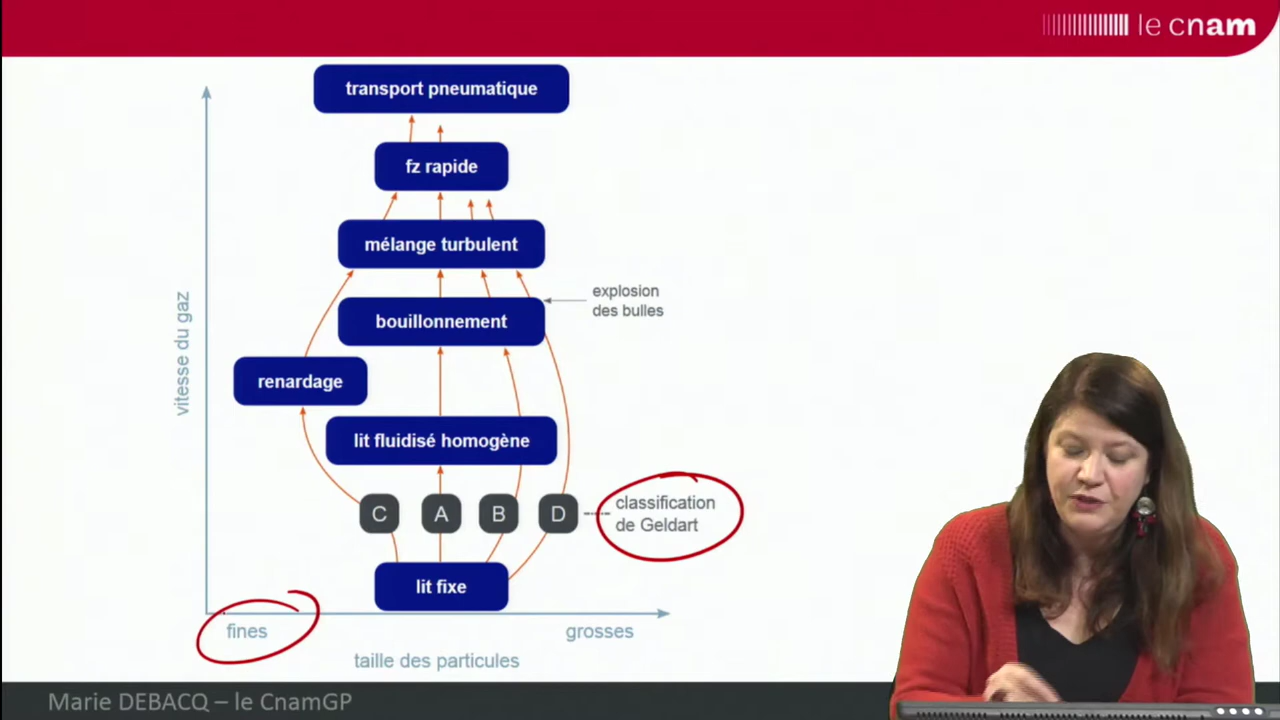 le cnam
transport pneumatique
fz rapide
mélange turbulent
explosion
des bulles
bouillonnement
vitesse du gaz
renardage
lit fluidisé homogène
C A B D
classification
de Geldart
lit fixe
fines
grosses
taille des particules
Marie DEBACQ – le CnamGP